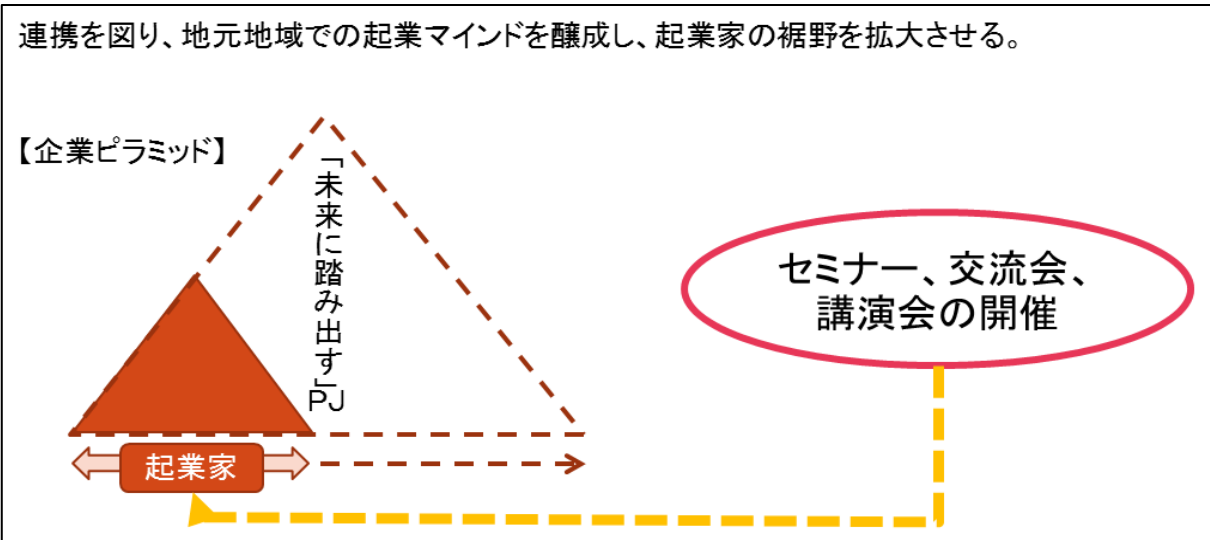 連携を図り、地元地域での起業マインドを醸成し、起業家の裾野を拡大させる。
【企業ピラミッド】
「未来に踏み出す」PJ
セミナー、交流会、
講演会の開催
起業家